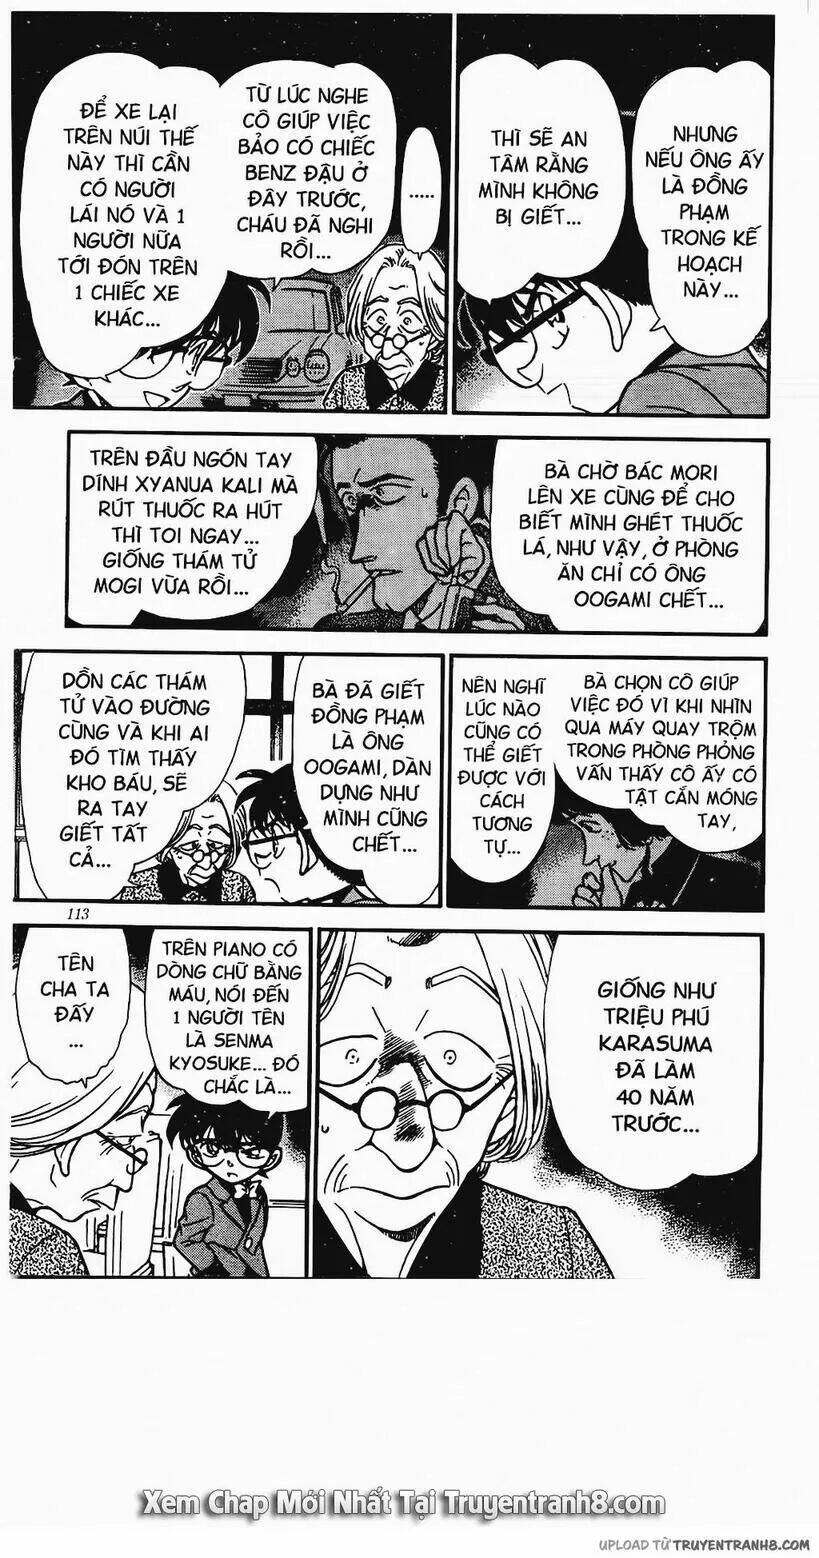 NHƯNG
NẾU ÔNG ẤY
LÀ ĐỒNG
PHẠM
TRONG KẾ
HOẠCH
NÀY...
THÌ SẼ AN
TÂM RẰNG
MÌNH KHÔNG
BỊ GIẾT...
.....
TỪ LÚC NGHE
CÔ GIÚP VIỆC
BẢO CÓ CHIẾC
BENZ ĐẬU Ở
ĐÂY TRƯỚC,
CHÁU ĐÃ NGHI
RỒI...
ĐỂ XE LẠI
TRÊN NÚI THẾ
NÀY THÌ CẦN
CÓ NGƯỜI
LÁI NÓ VÀ 1
NGƯỜI NỮA
TỚI ĐÓN TRÊN
1 CHIẾC XE
KHÁC...
BÀ CHỜ BÁC MORI
LÊN XE CÙNG ĐỂ CHO
BIẾT MÌNH GHÉT THUỐC
LÁ, NHƯ VẬY, Ở PHÒNG
ĂN CHỈ CÓ ÔNG
OOGAMI CHẾT...
TRÊN ĐẦU NGÓN TAY
DÍNH XYANUA KALI MÀ
RÚT THUỐC RA HÚT
THÌ TOI NGAY...
GIỐNG THÁM TỬ
MOGI VỪA RỒI...
BÀ CHỌN CÔ GIÚP
VIỆC ĐÓ VÌ KHI NHÌN
QUA MÁY QUAY TRỘM
TRONG PHÒNG PHỎNG
VẤN THẤY CÔ ẤY CÓ
TẬT CẮN MÓNG
TAY,
NÊN NGHĨ
LÚC NÀO
CŨNG CÓ
THỂ GIẾT
ĐƯỢC VỚI
CÁCH
TƯƠNG
TỰ...
BÀ ĐÃ GIẾT
ĐỒNG PHẠM
LÀ ÔNG
OOGAMI, DÀN
DỰNG NHƯ
MÌNH CŨNG
CHẾT...
DỒN CÁC THÁM
TỬ VÀO ĐƯỜNG
CÙNG VÀ KHI AI
ĐÓ TÌM THẤY
KHO BÁU, SẼ
RA TAY
GIẾT TẤT
CẢ...
113
GIỐNG NHƯ
TRIỆU PHÚ
KARASUMA
ĐÃ LÀM
40 NĂM
TRƯỚC...
TRÊN PIANO CÓ
DÒNG CHỮ BẰNG
MÁU, NÓI ĐẾN
1 NGƯỜI TÊN
LÀ SENMA
KYOSUKE... ĐÓ
CHẮC LÀ...
TÊN
CHA TA
ĐẤY
...
Xem Chap Mới Nhất Tại Truyentranh8.com
UPLOAD TỪ TRUYENTRANH8.COM